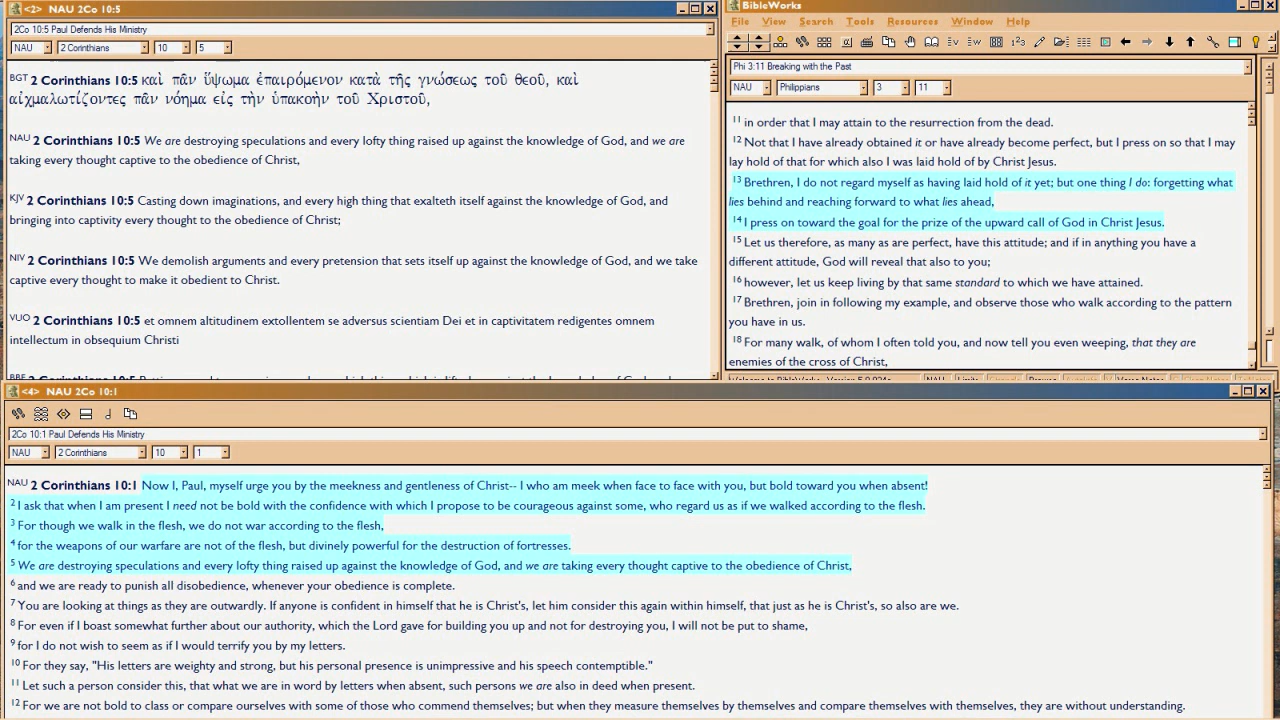 <2> NAU 2Co 10:5
2Co 10:5 Paul Defends His Ministry
NAU 2 Corinthians 10 5
BGT 2 Corinthians 10:5 καὶ πᾶν ὕψωμα ἐπαιρόμενον κατὰ τῆς γνώσεως τοῦ θεοῦ, καὶ
αἰχμαλωτίζοντες πᾶν νόημα εἰς τὴν ὑπακοὴν τοῦ Χριστοῦ,
NAU 2 Corinthians 10:5 We are destroying speculations and every lofty thing raised up against the knowledge of God, and we are
taking every thought captive to the obedience of Christ,
KJV 2 Corinthians 10:5 Casting down imaginations, and every high thing that exalteth itself against the knowledge of God, and
bringing into captivity every thought to the obedience of Christ;
NIV 2 Corinthians 10:5 We demolish arguments and every pretension that sets itself up against the knowledge of God, and we take
captive every thought to make it obedient to Christ.
VUO 2 Corinthians 10:5 et omnem altitudinem extollentem se adversus scientiam Dei et in captivitatem redigentes omnem
intellectum in obsequium Christi
BibleWorks
File View Search Tools Resources Window Help
Phi 3:11 Breaking with the Past
NAU Philippians 3 11
11 in order that I may attain to the resurrection from the dead.
12 Not that I have already obtained it or have already become perfect, but I press on so that I may
lay hold of that for which also I was laid hold of by Christ Jesus.
13 Brethren, I do not regard myself as having laid hold of it yet; but one thing I do: forgetting what
lies behind and reaching forward to what lies ahead,
14 I press on toward the goal for the prize of the upward call of God in Christ Jesus.
15 Let us therefore, as many as are perfect, have this attitude; and if in anything you have a
different attitude, God will reveal that also to you;
16 however, let us keep living by that same standard to which we have attained.
17 Brethren, join in following my example, and observe those who walk according to the pattern
you have in us.
18 For many walk, of whom I often told you, and now tell you even weeping, that they are
enemies of the cross of Christ,
<4> NAU 2Co 10:1
2Co 10:1 Paul Defends His Ministry
NAU 2 Corinthians 10 1
NAU 2 Corinthians 10:1 Now I, Paul, myself urge you by the meekness and gentleness of Christ-- I who am meek when face to face with you, but bold toward you when absent!
2 I ask that when I am present I need not be bold with the confidence with which I propose to be courageous against some, who regard us as if we walked according to the flesh.
3 For though we walk in the flesh, we do not war according to the flesh,
4 for the weapons of our warfare are not of the flesh, but divinely powerful for the destruction of fortresses.
5 We are destroying speculations and every lofty thing raised up against the knowledge of God, and we are taking every thought captive to the obedience of Christ,
6 and we are ready to punish all disobedience, whenever your obedience is complete.
7 You are looking at things as they are outwardly. If anyone is confident in himself that he is Christ's, let him consider this again within himself, that just as he is Christ's, so also are we.
8 For even if I boast somewhat further about our authority, which the Lord gave for building you up and not for destroying you, I will not be put to shame,
9 for I do not wish to seem as if I would terrify you by my letters.
10 For they say, "His letters are weighty and strong, but his personal presence is unimpressive and his speech contemptible."
11 Let such a person consider this, that what we are in word by letters when absent, such persons we are also in deed when present.
12 For we are not bold to class or compare ourselves with some of those who commend themselves; but when they measure themselves by themselves and compare themselves with themselves, they are without understanding.